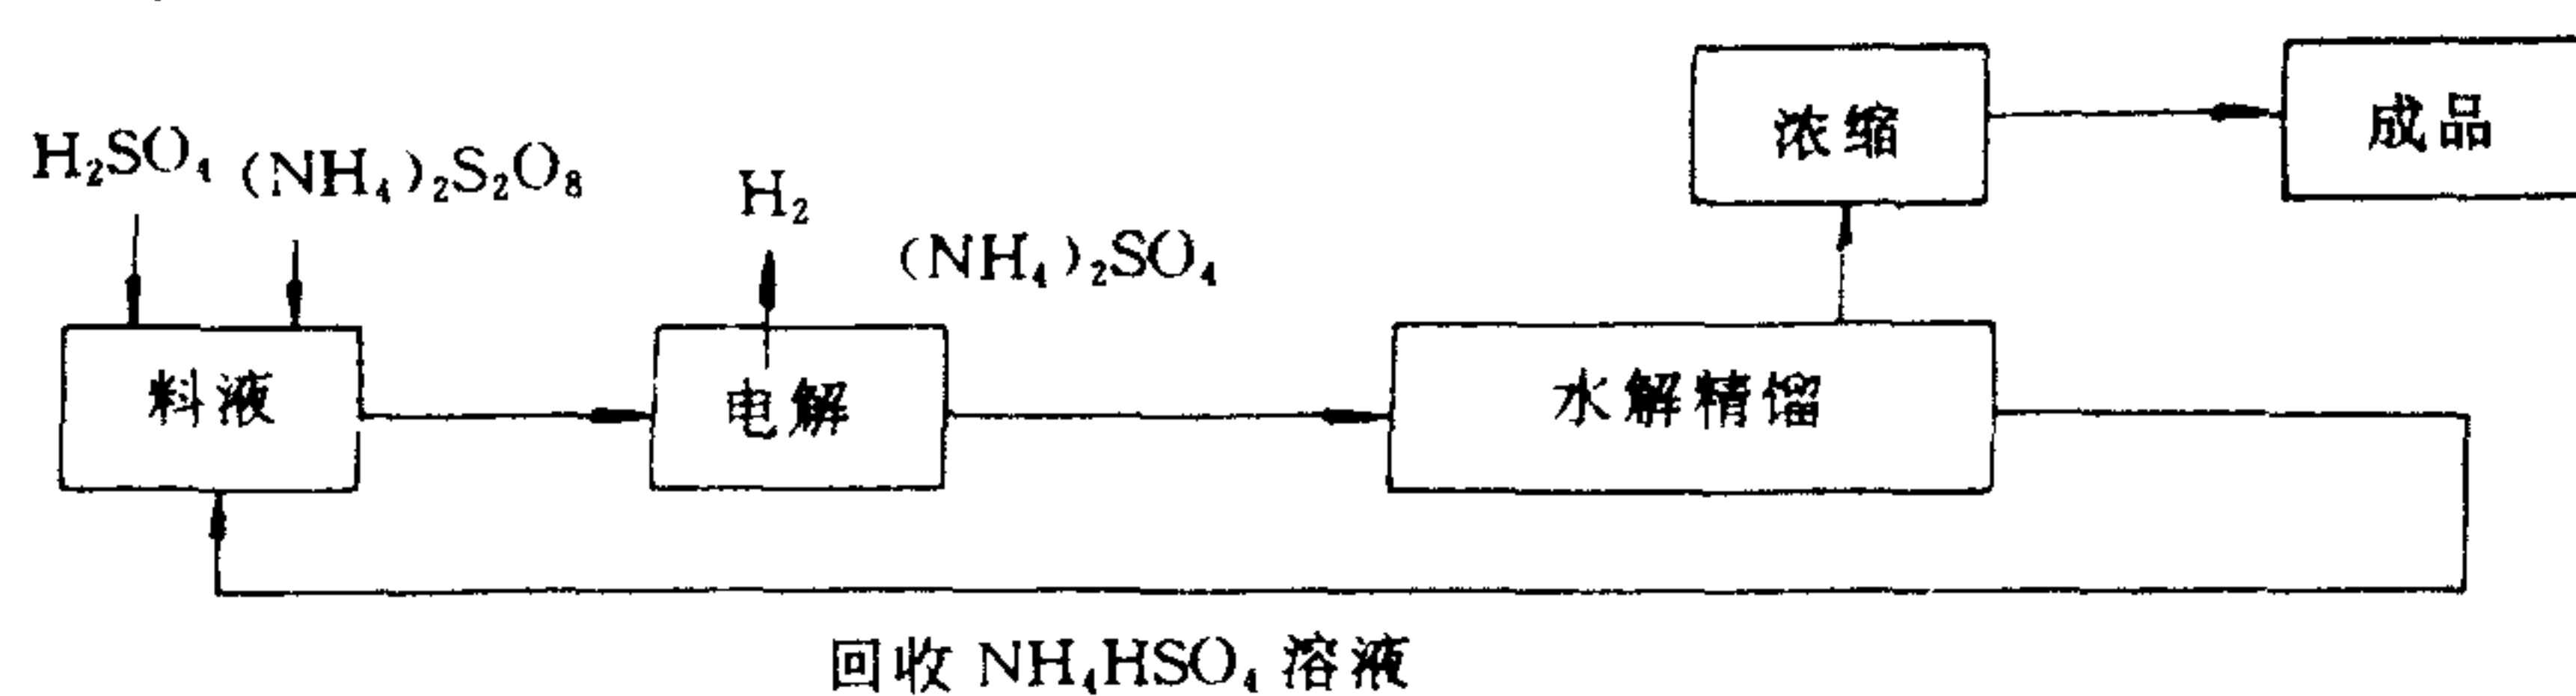 浓缩
成品
H₂SO₄ (NH₄)₂S₂O₈
H₂
(NH₄)₂SO₄
料液
电解
水解精馏
回收 NH₄HSO₄ 溶液